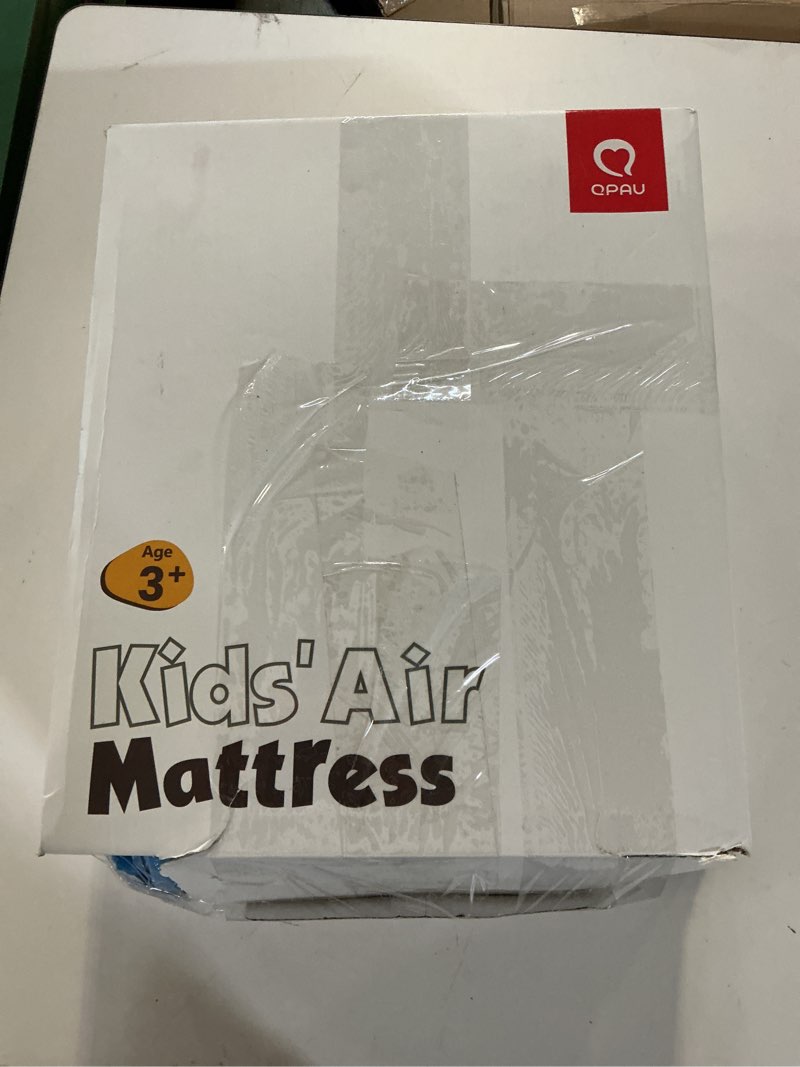 QPAU
Age
3+
Kids' Air
Mattress